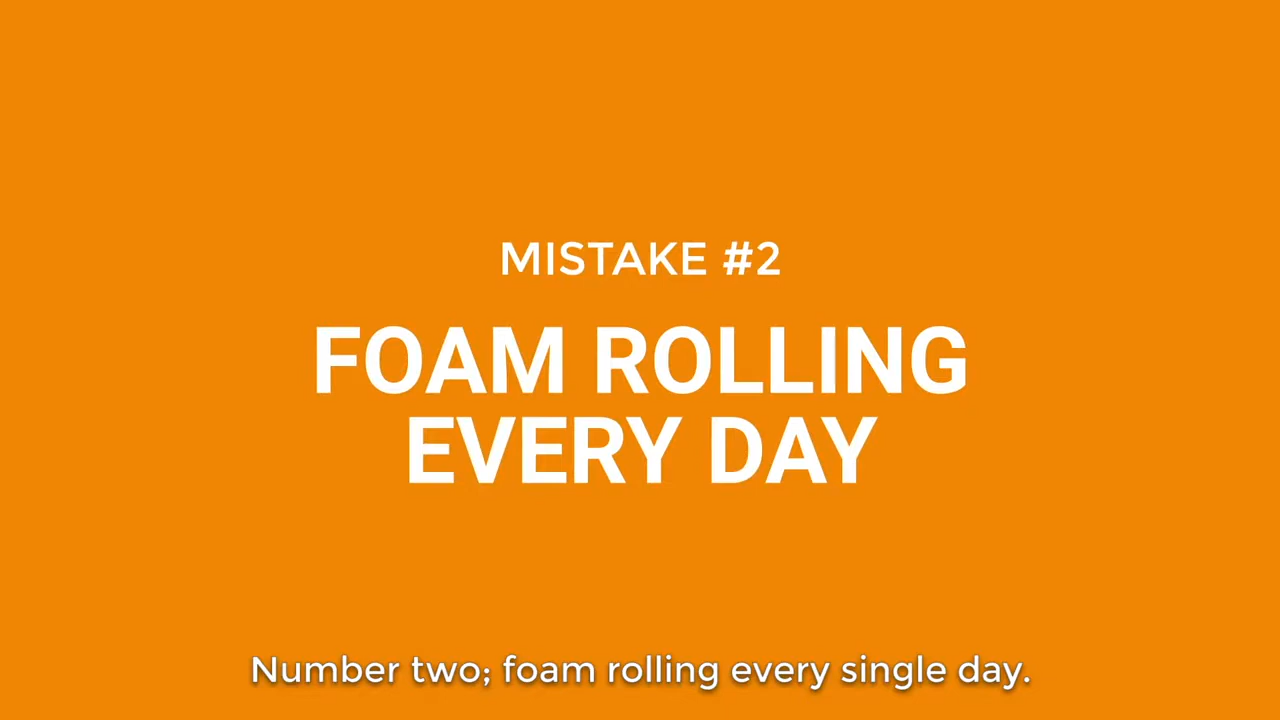 MISTAKE #2
FOAM ROLLING
EVERY DAY
Number two; foam rolling every single day.